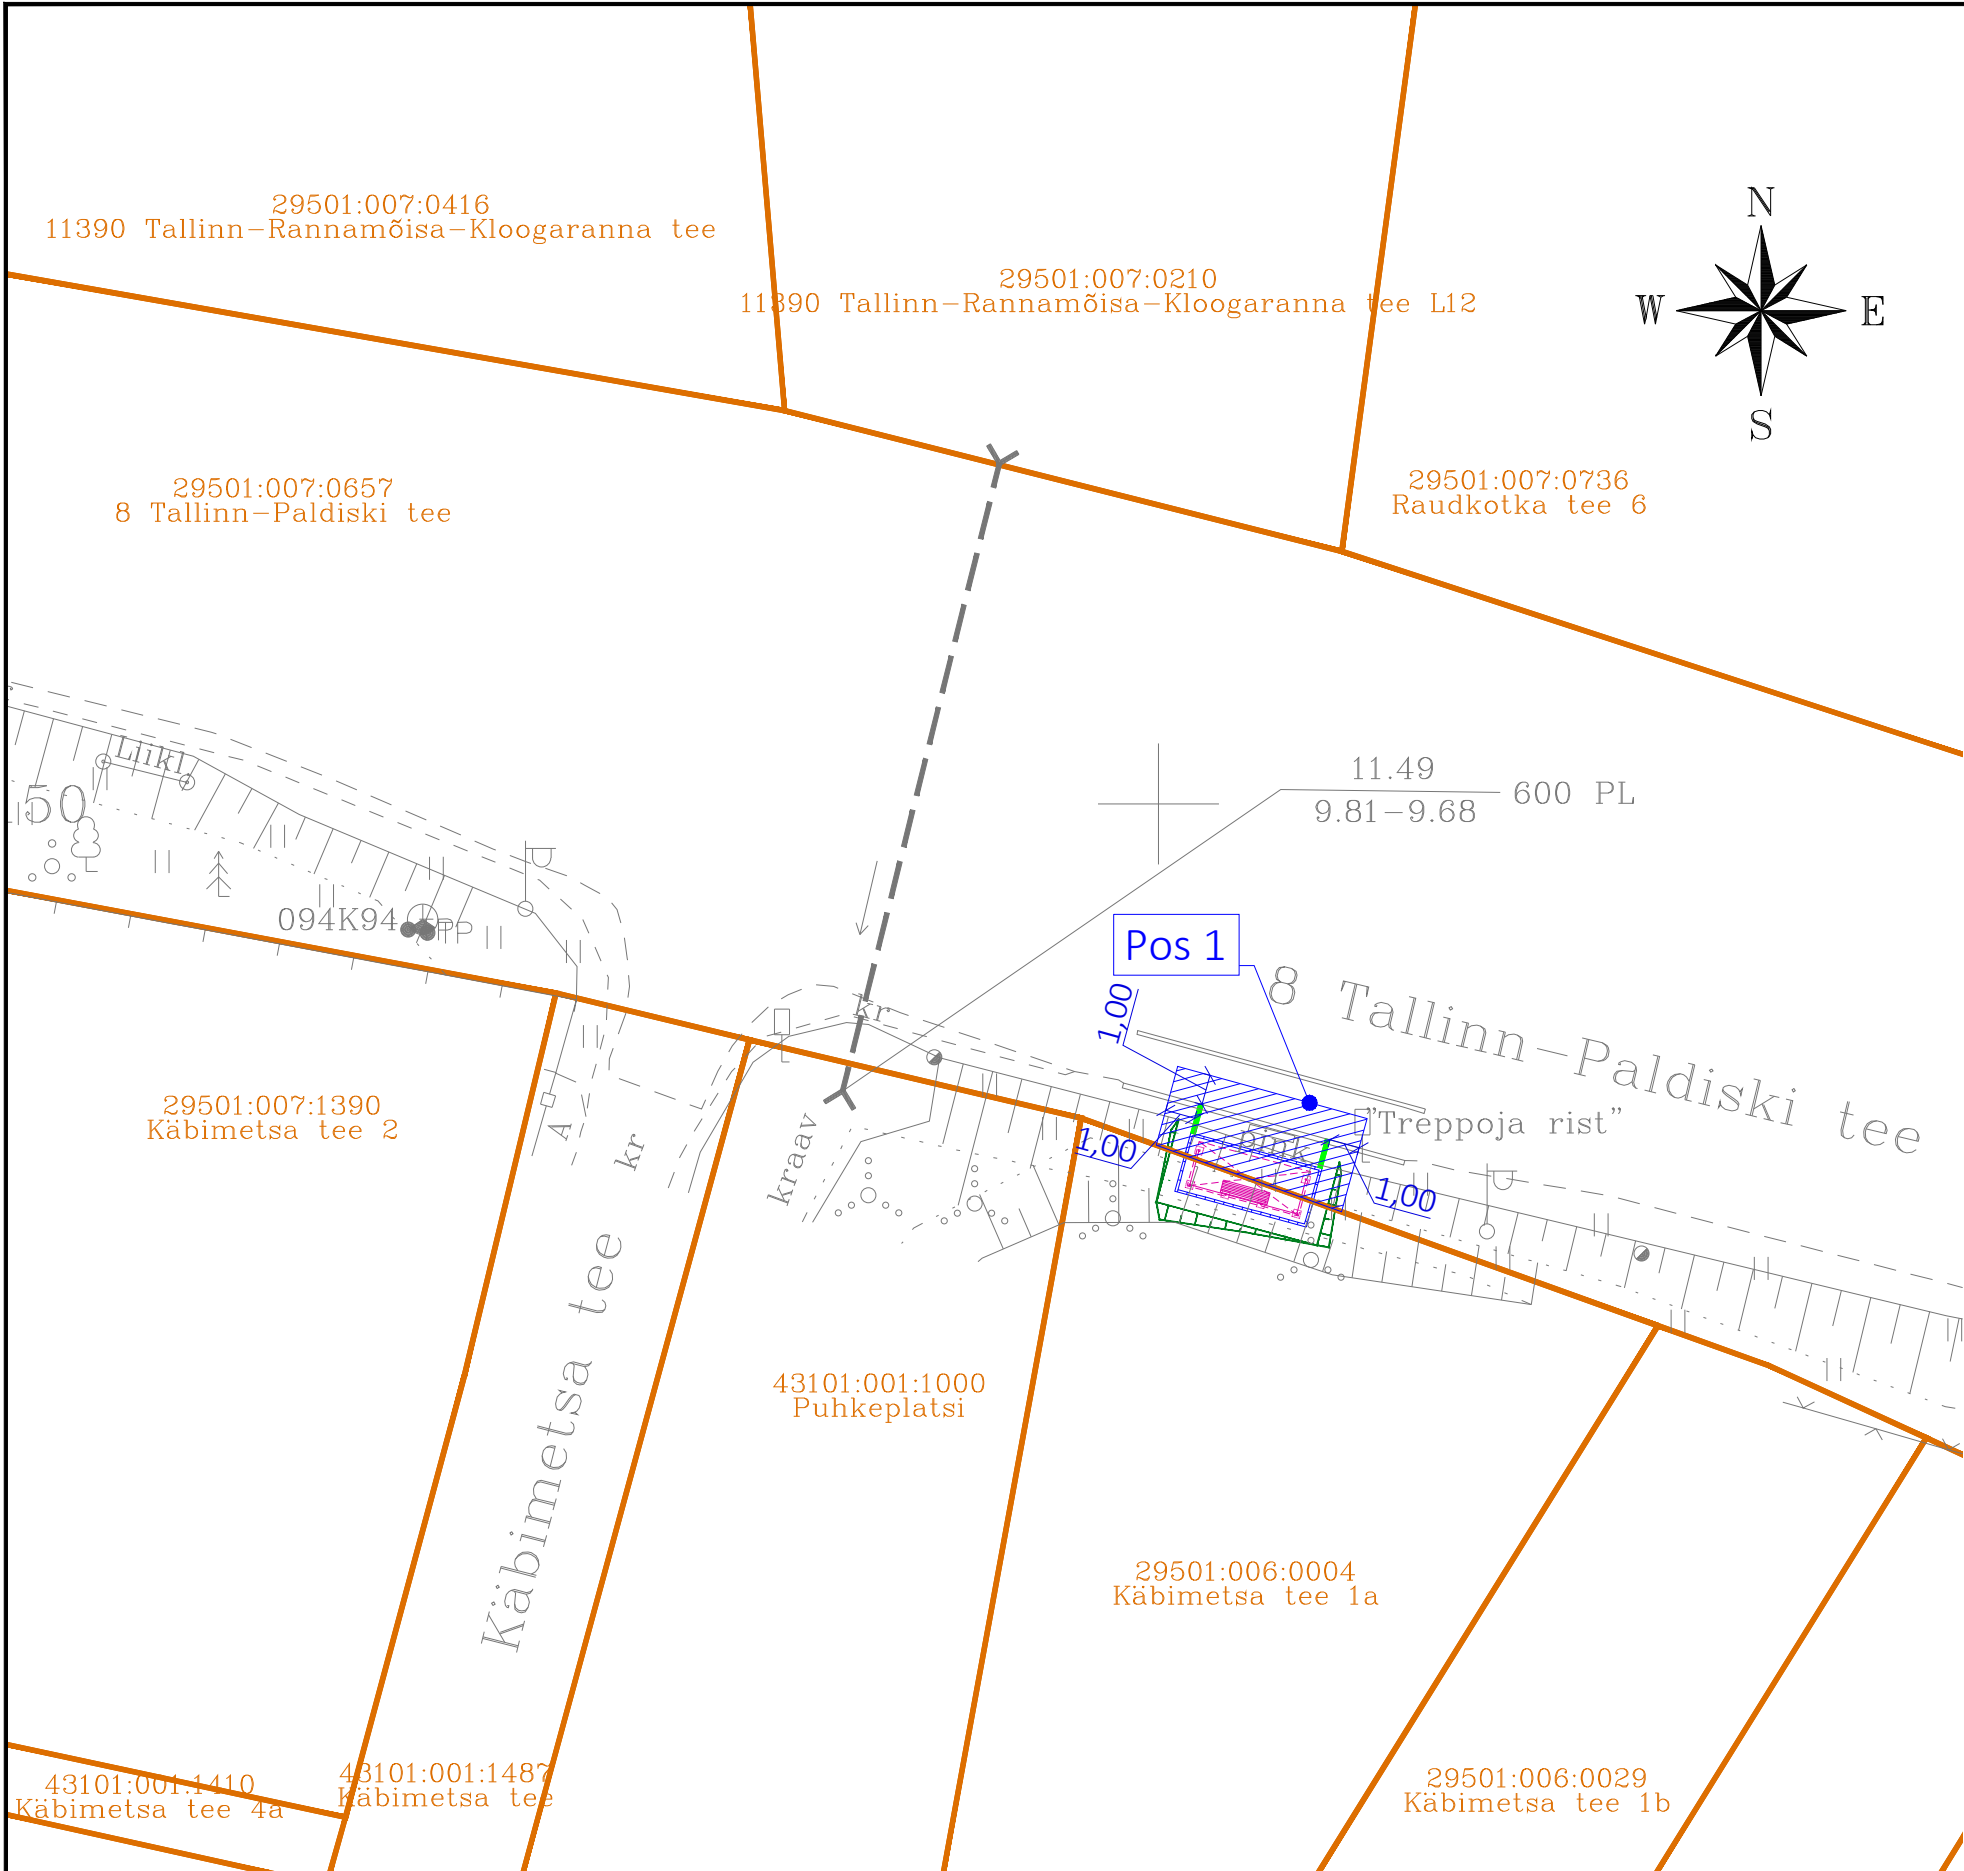 N
29501:007:0416
11390 Tallinn-Rannamõisa-Kloogaranna tee
29501:007:0210
11390 Tallinn-Rannamõisa-Kloogaranna tee L12
W
E
S
29501:007:0657
8 Tallinn-Paldiski tee
29501:007:0736
Raudkotka tee 6
Liikl.
50
11.49
9.81-9.68
600 PL
094K94
PP
Pos 1
8 Tallinn-Paldiski tee
kr
1,00
29501:007:1390
Käbimetsa tee 2
A
kr
kraav
1,00
pink
"Treppoja rist"
1,00
Käbimetsa tee
43101:001:1000
Puhkeplatsi
29501:006:0004
Käbimetsa tee 1a
43101:001:1410
Käbimetsa tee 4a
43101:001:1487
Käbimetsa tee
29501:006:0029
Käbimetsa tee 1b